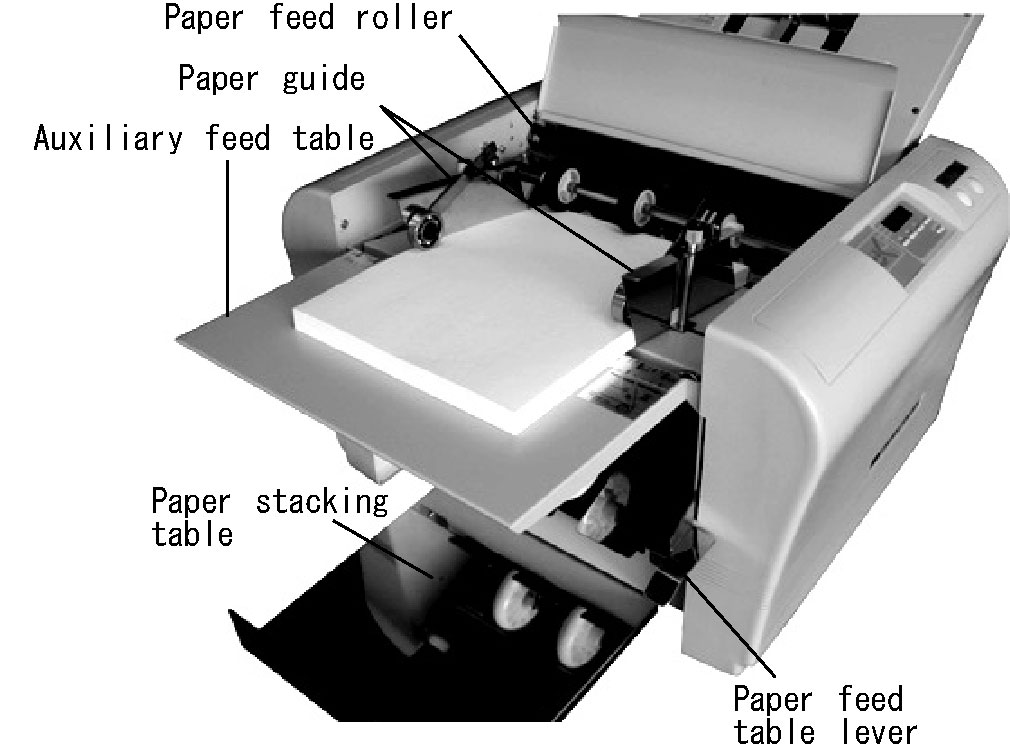 Paper feed roller
Paper guide
Auxiliary feed table
Paper stacking
table
Paper feed
table lever